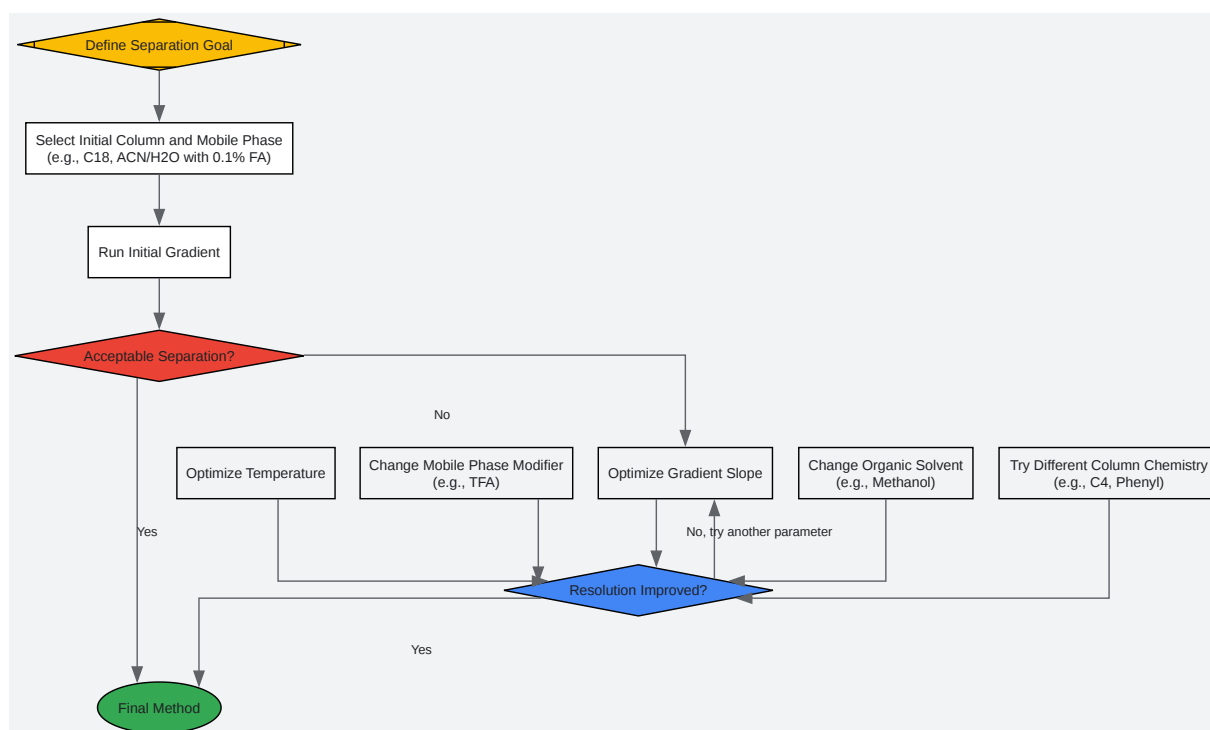 Define Separation Goal
Select Initial Column and Mobile Phase
(e.g., C18, ACN/H2O with 0.1% FA)
Run Initial Gradient
Acceptable Separation?
No
Optimize Temperature
Change Mobile Phase Modifier
(e.g., TFA)
Optimize Gradient Slope
Change Organic Solvent
(e.g., Methanol)
Try Different Column Chemistry
(e.g., C4, Phenyl)
Yes
No, try another parameter
Resolution Improved?
Yes
Final Method